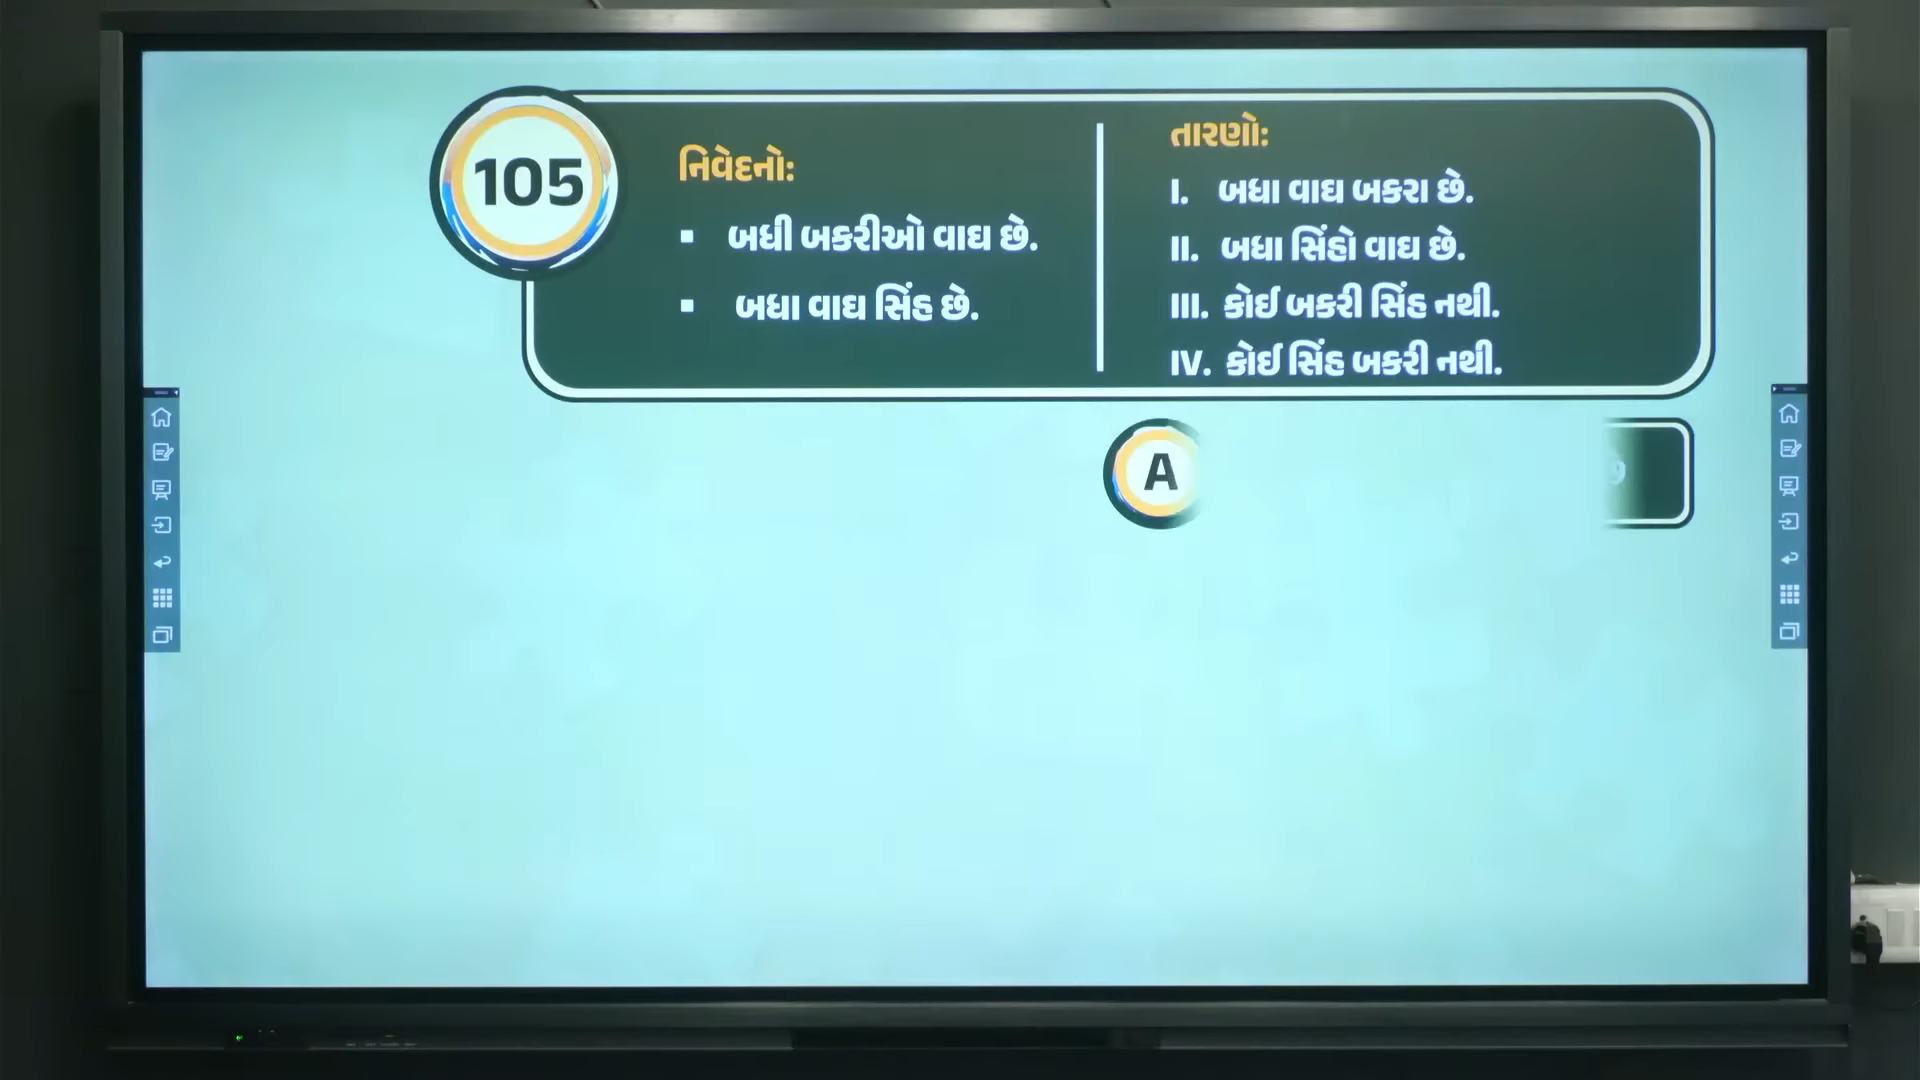 105
નિવેદનો:
▪ બધી બકરીઓ વાઘ છે.
▪ બધા વાઘ સિંહ છે.
તારણો:
I. બધા વાઘ બકરા છે.
II. બધા સિંહો વાઘ છે.
III. કોઈ બકરી સિંહ નથી.
IV. કોઈ સિંહ બકરી નથી.
A